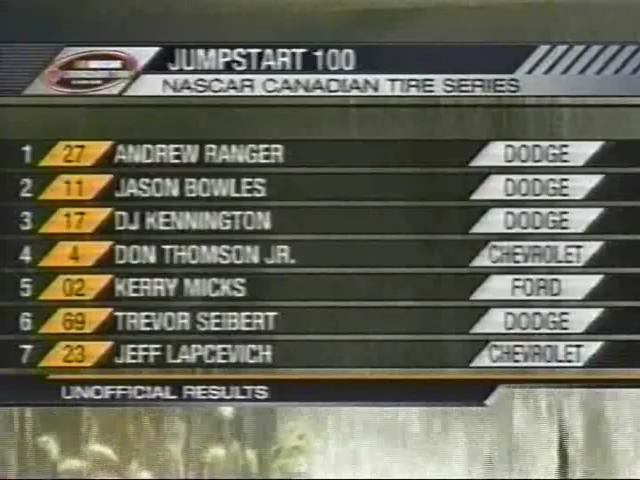 JUMPSTART 100
NASCAR CANADIAN TIRE SERIES
1 27 ANDREW RANGER DODGE
2 11 JASON BOWLES DODGE
3 17 DJ KENNINGTON DODGE
4 4 DON THOMSON JR. CHEVROLET
5 02 KERRY MICKS FORD
6 69 TREVOR SEIBERT DODGE
7 23 JEFF LAPCEVICH CHEVROLET
UNOFFICIAL RESULTS